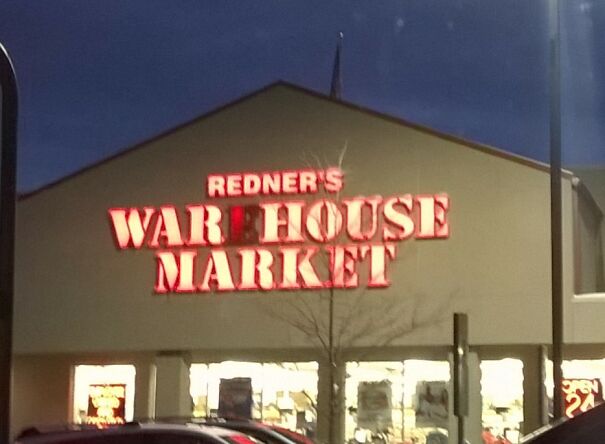 REDNER'S
WAREHOUSE
MARKET
OPEN
24